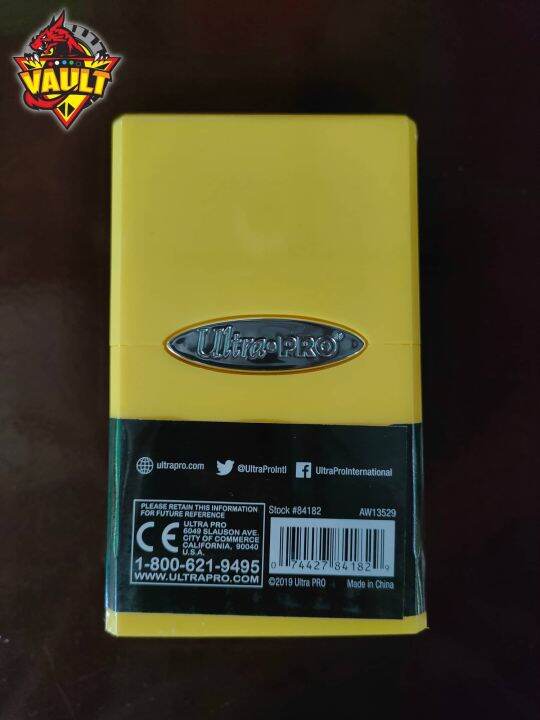 VAULT
Ultra•PRO
ultrapro.com @UltraProIntl UltraProInternational
PLEASE RETAIN THIS INFORMATION
FOR FUTURE REFERENCE
CE
ULTRA PRO
6049 SLAUSON AVE.
CITY OF COMMERCE
CALIFORNIA, 90040
U.S.A.
1-800-621-9495
WWW.ULTRAPRO.COM
Stock #84182 AW13529
0 74427 84182 9
©2019 Ultra PRO Made in China